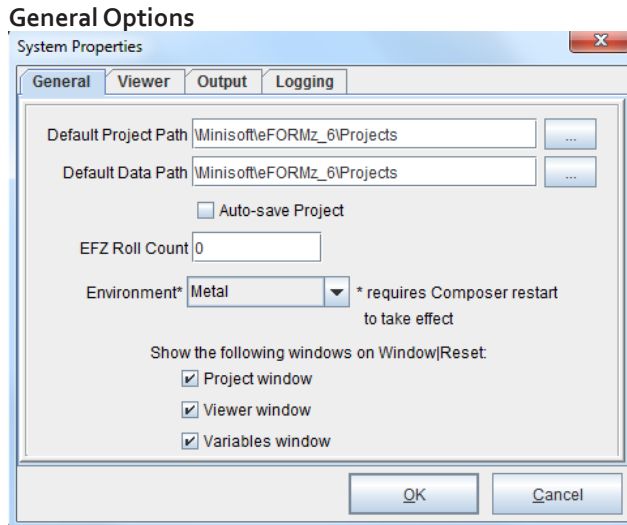 General Options
System Properties
General Viewer Output Logging
Default Project Path \Minisoft\eFORMz_6\Projects ...
Default Data Path \Minisoft\eFORMz_6\Projects ...
Auto-save Project
EFZ Roll Count 0
Environment* Metal * requires Composer restart
to take effect
Show the following windows on Window|Reset:
Project window
Viewer window
Variables window
OK Cancel